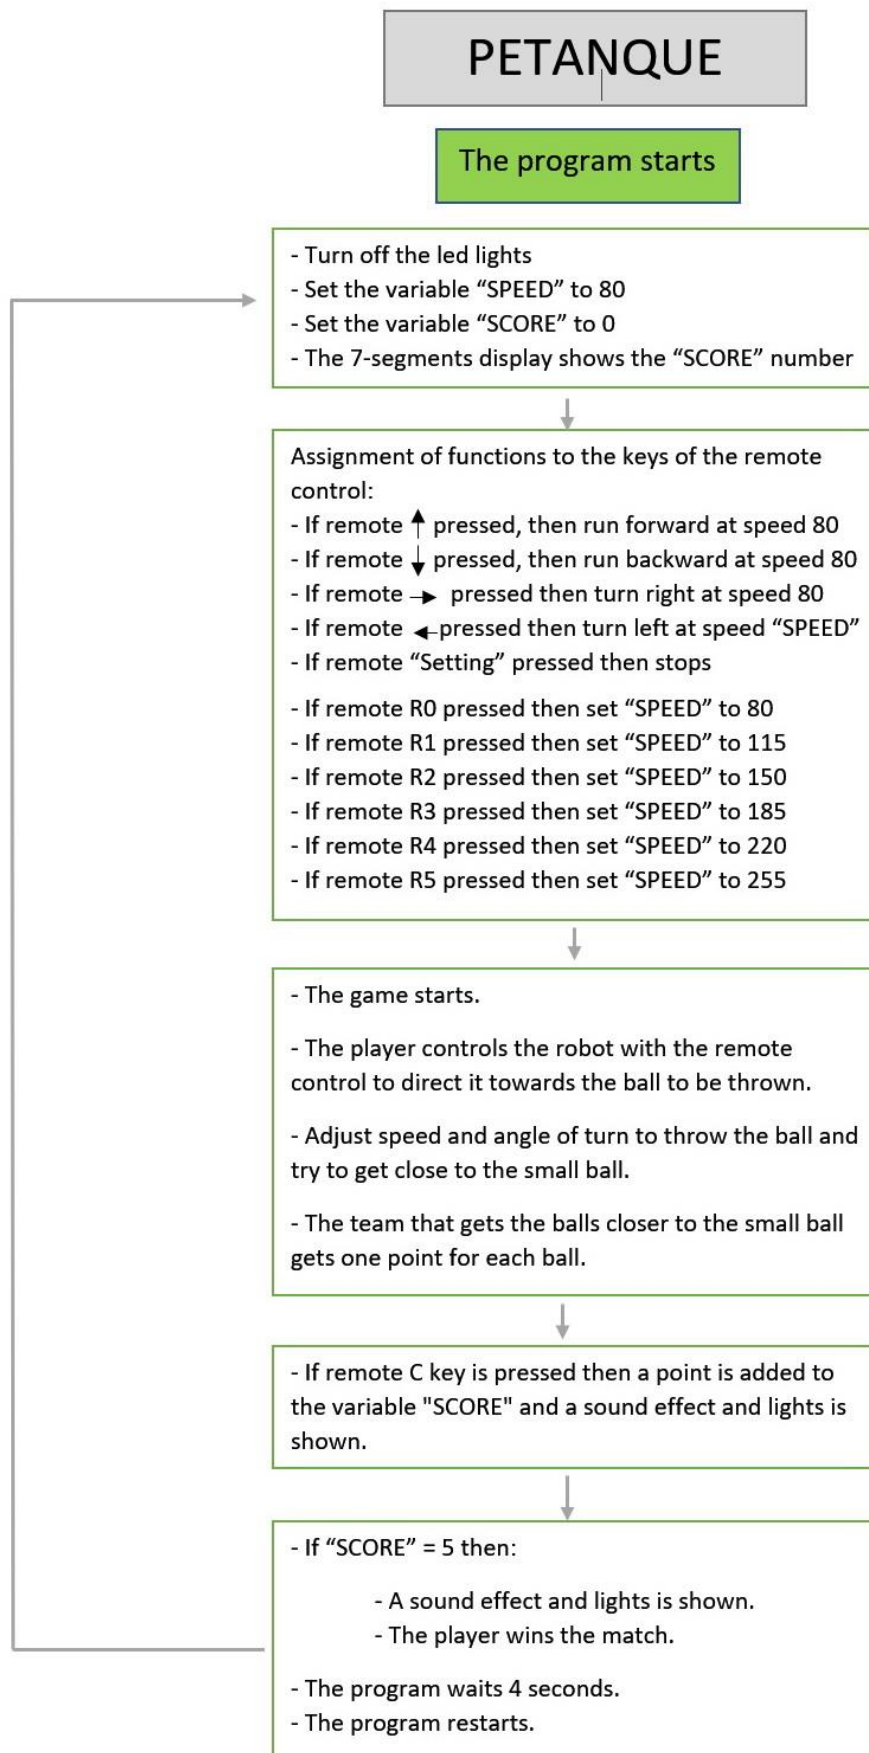 PETANQUE
The program starts
- Turn off the led lights
- Set the variable “SPEED” to 80
- Set the variable “SCORE” to 0
- The 7-segments display shows the “SCORE” number
Assignment of functions to the keys of the remote
control:
- If remote ↑ pressed, then run forward at speed 80
- If remote ↓ pressed, then run backward at speed 80
- If remote → pressed then turn right at speed 80
- If remote ← pressed then turn left at speed “SPEED”
- If remote “Setting” pressed then stops
- If remote R0 pressed then set “SPEED” to 80
- If remote R1 pressed then set “SPEED” to 115
- If remote R2 pressed then set “SPEED” to 150
- If remote R3 pressed then set “SPEED” to 185
- If remote R4 pressed then set “SPEED” to 220
- If remote R5 pressed then set “SPEED” to 255
- The game starts.
- The player controls the robot with the remote
control to direct it towards the ball to be thrown.
- Adjust speed and angle of turn to throw the ball and
try to get close to the small ball.
- The team that gets the balls closer to the small ball
gets one point for each ball.
- If remote C key is pressed then a point is added to
the variable "SCORE" and a sound effect and lights is
shown.
- If “SCORE” = 5 then:
- A sound effect and lights is shown.
- The player wins the match.
- The program waits 4 seconds.
- The program restarts.